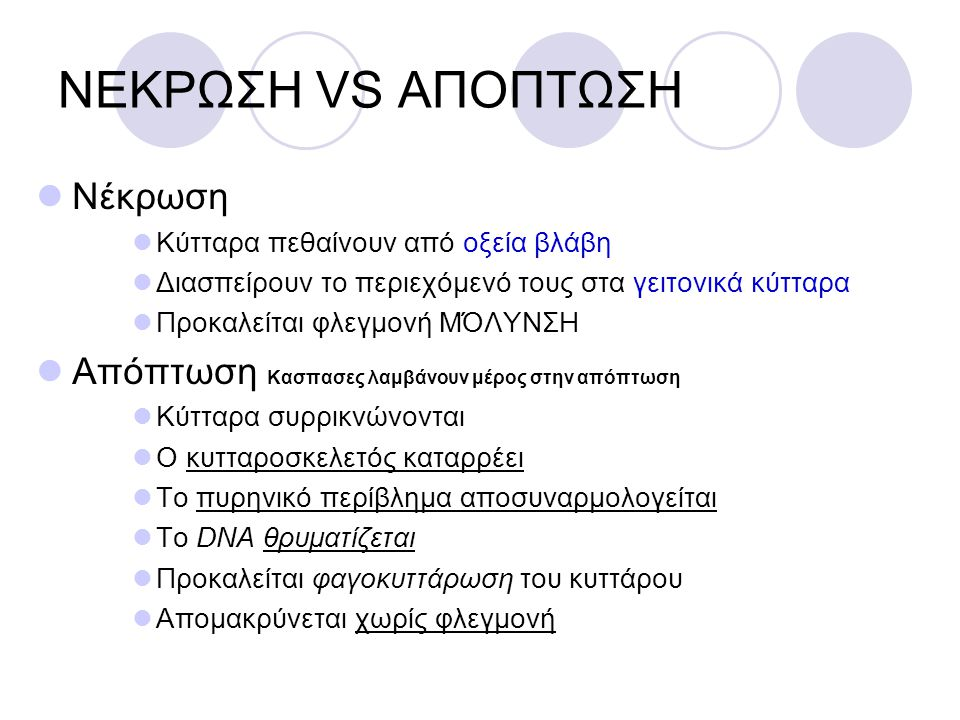 ΝΕΚΡΩΣΗ VS ΑΠΟΠΤΩΣΗ
Νέκρωση
Κύτταρα πεθαίνουν από οξεία βλάβη
Διασπείρουν το περιεχόμενό τους στα γειτονικά κύτταρα
Προκαλείται φλεγμονή ΜΌΛΥΝΣΗ
Απόπτωση Κασπασες λαμβάνουν μέρος στην απόπτωση
Κύτταρα συρρικνώνονται
Ο κυτταροσκελετός καταρρέει
Το πυρηνικό περίβλημα αποσυναρμολογείται
Το DNA θρυματίζεται
Προκαλείται φαγοκυττάρωση του κυττάρου
Απομακρύνεται χωρίς φλεγμονή